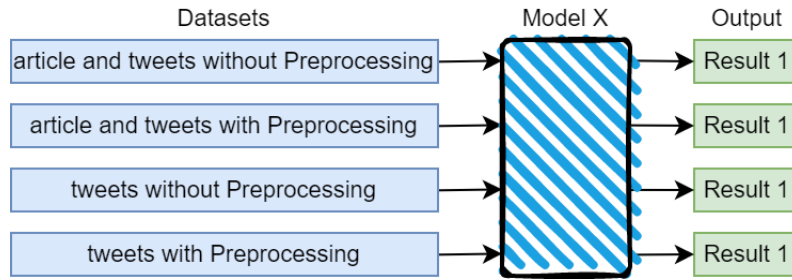 Datasets Model X Output
article and tweets without Preprocessing Result 1
article and tweets with Preprocessing Result 1
tweets without Preprocessing Result 1
tweets with Preprocessing Result 1